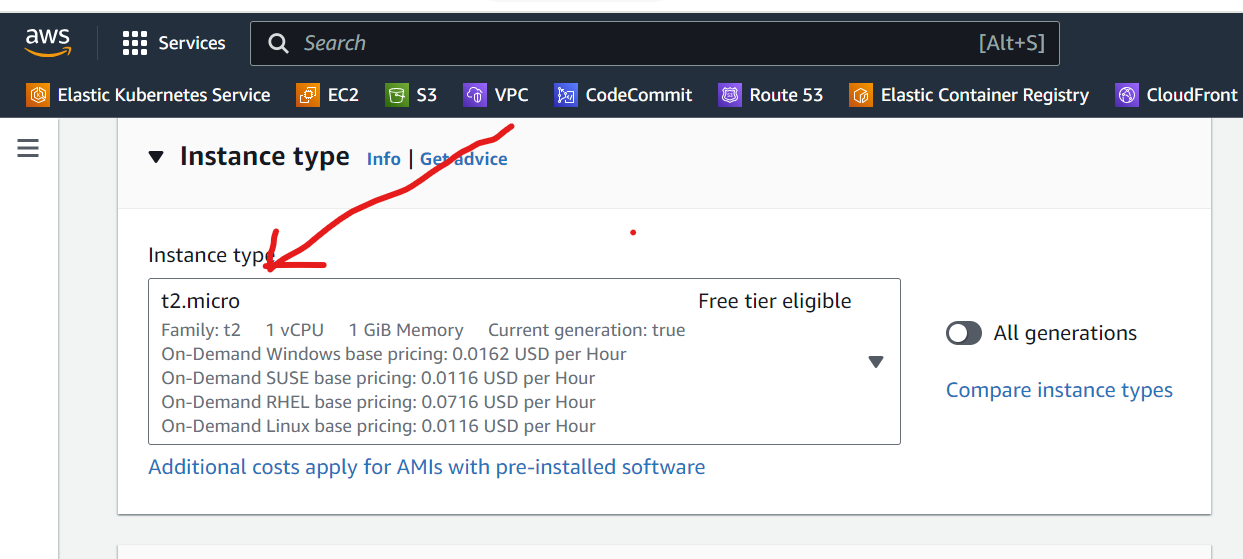 aws Services Search [Alt+S]
Elastic Kubernetes Service EC2 S3 VPC CodeCommit Route 53 Elastic Container Registry CloudFront
Instance type Info | Get advice
Instance type
t2.micro Free tier eligible
Family: t2 1 vCPU 1 GiB Memory Current generation: true
On-Demand Windows base pricing: 0.0162 USD per Hour
On-Demand SUSE base pricing: 0.0116 USD per Hour
On-Demand RHEL base pricing: 0.0716 USD per Hour
On-Demand Linux base pricing: 0.0116 USD per Hour
All generations
Compare instance types
Additional costs apply for AMIs with pre-installed software